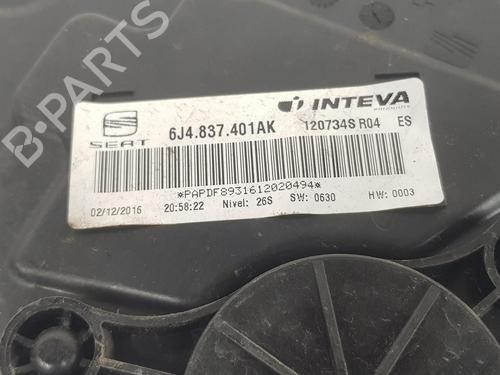 B-PARTS
SEAT
6J4.837.401AK
INTEVA
PRODUCTS
120734S R04 ES
*PAPDF8931612020494*
02/12/2016 20:58:22 Nivel: 26S SW: 0630 HW: 0003